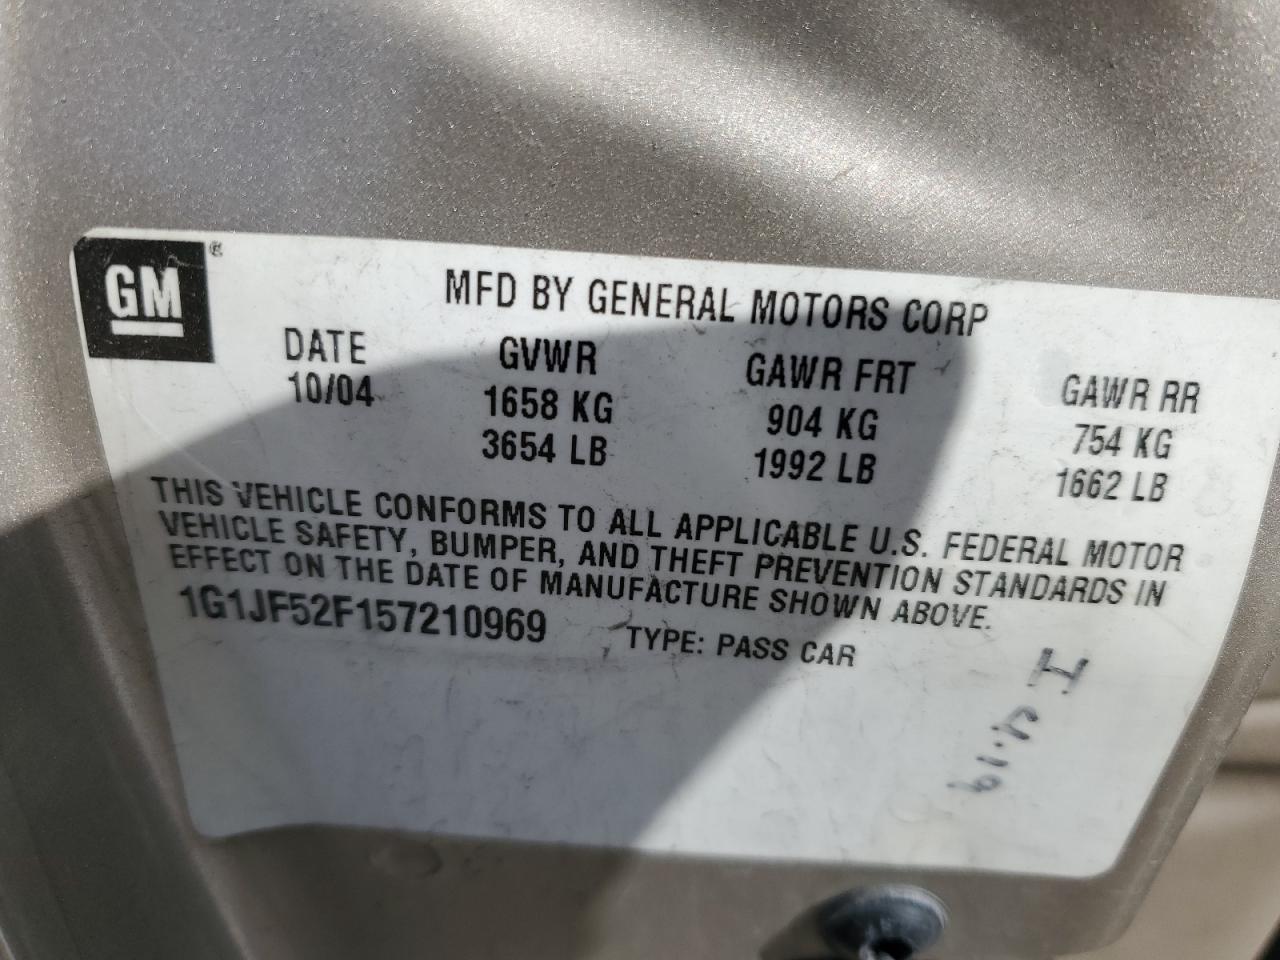 GM®
MFD BY GENERAL MOTORS CORP
DATE GVWR GAWR FRT GAWR RR
10/04 1658 KG 904 KG 754 KG
3654 LB 1992 LB 1662 LB
THIS VEHICLE CONFORMS TO ALL APPLICABLE U.S. FEDERAL MOTOR
VEHICLE SAFETY, BUMPER, AND THEFT PREVENTION STANDARDS IN
EFFECT ON THE DATE OF MANUFACTURE SHOWN ABOVE.
1G1JF52F157210969 TYPE: PASS CAR